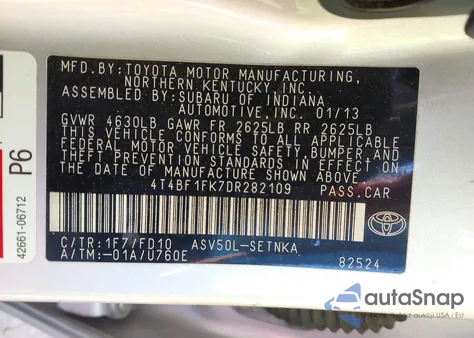 MFD. BY: TOYOTA MOTOR MANUFACTURING,
NORTHERN KENTUCKY, INC.
ASSEMBLED BY: SUBARU OF INDIANA
AUTOMOTIVE, INC. 01/13
GVWR 4630LB GAWR FR 2625LB RR 2625LB
THIS VEHICLE CONFORMS TO ALL APPLICABLE
FEDERAL MOTOR VEHICLE SAFETY, BUMPER, AND
THEFT PREVENTION STANDARDS IN EFFECT ON
THE DATE OF MANUFACTURE SHOWN ABOVE.
4T4BF1FK7DR282109 PASS.CAR
C/TR: 1F7/FD10 ASV50L-SETNKA
A/TM: -01A/U760E 82524
TOYOTA
P6
42661-06712
autoSnap